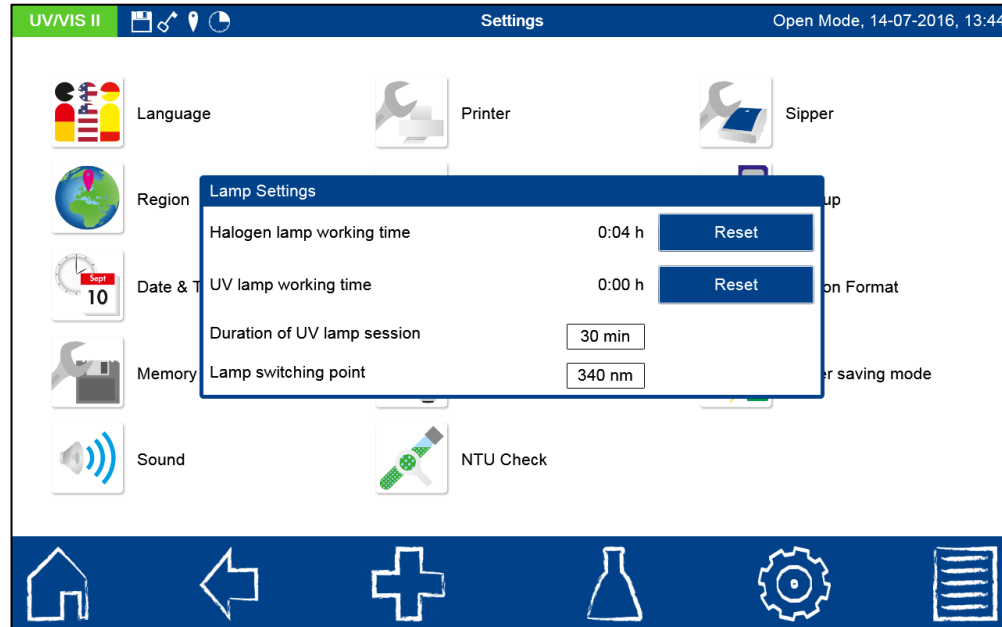 UV/VIS II Settings Open Mode, 14-07-2016, 13:44
Language Printer Sipper
Region
up
Lamp Settings
Halogen lamp working time 0:04 h Reset
Sept
10
Date & T
on Format
UV lamp working time 0:00 h Reset
Duration of UV lamp session 30 min
Memory
er saving mode
Lamp switching point 340 nm
Sound NTU Check